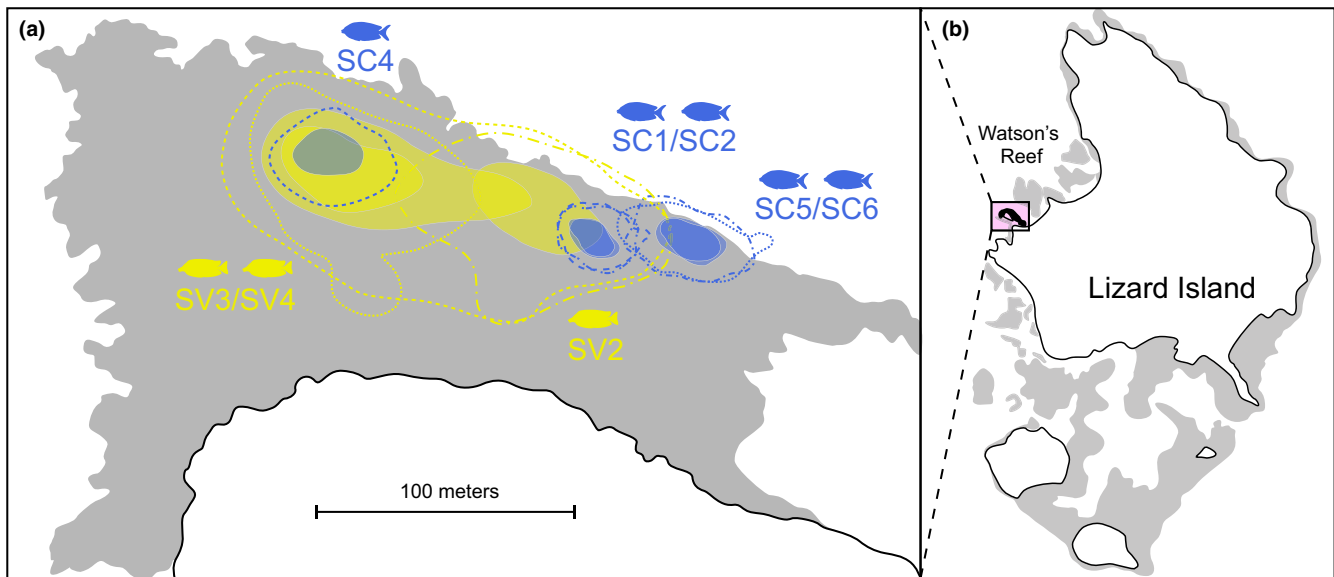 (a)
SC4
SC1/SC2
SC5/SC6
SV3/SV4
SV2
100 meters
(b)
Watson's
Reef
Lizard Island